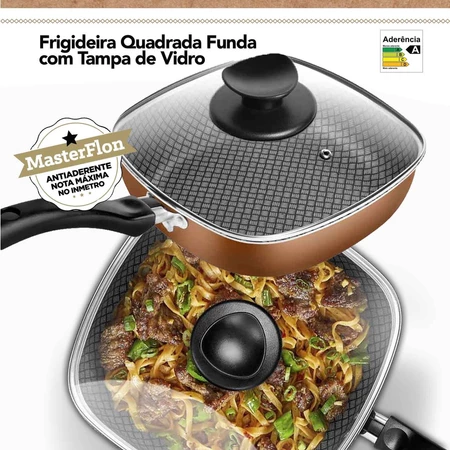 Frigideira Quadrada Funda
com Tampa de Vidro
Aderência
A
MasterFlon
ANTIADERENTE
NOTA MÁXIMA
NO INMETRO